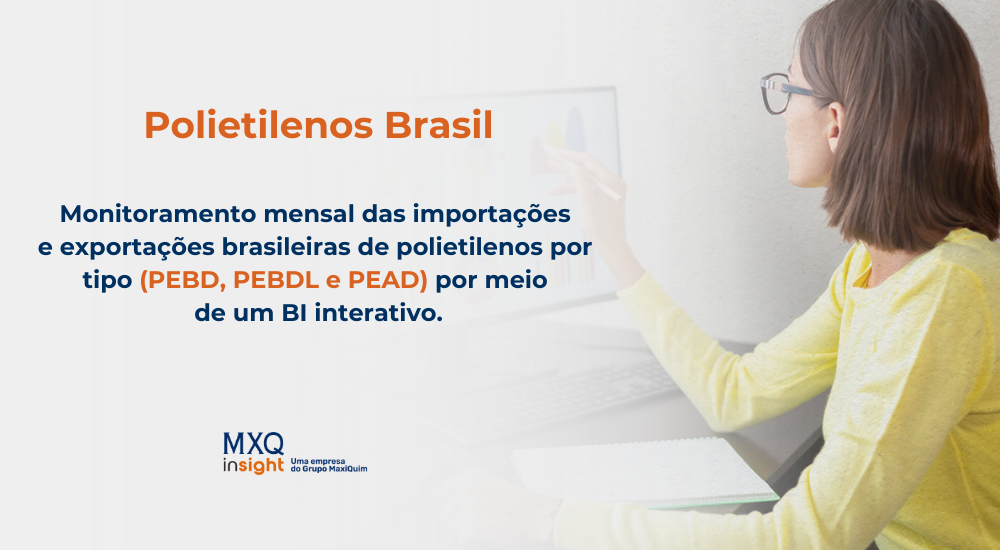 Polietilenos Brasil
Monitoramento mensal das importações
e exportações brasileiras de polietilenos por
tipo (PEBD, PEBDL e PEAD) por meio
de um BI interativo.
MXQ
insight
Uma empresa
do Grupo MaxiQuim